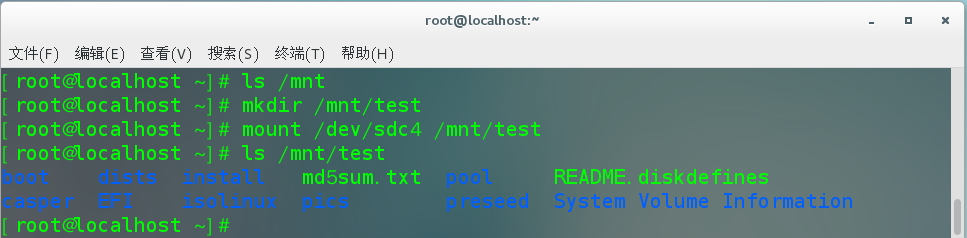 root@localhost:~
文件(F) 编辑(E) 查看(V) 搜索(S) 终端(T) 帮助(H)
[root@localhost ~]# ls /mnt
[root@localhost ~]# mkdir /mnt/test
[root@localhost ~]# mount /dev/sdc4 /mnt/test
[root@localhost ~]# ls /mnt/test
boot dists install md5sum.txt pool README.diskdefines
casper EFI isolinux pics preseed System Volume Information
[root@localhost ~]#